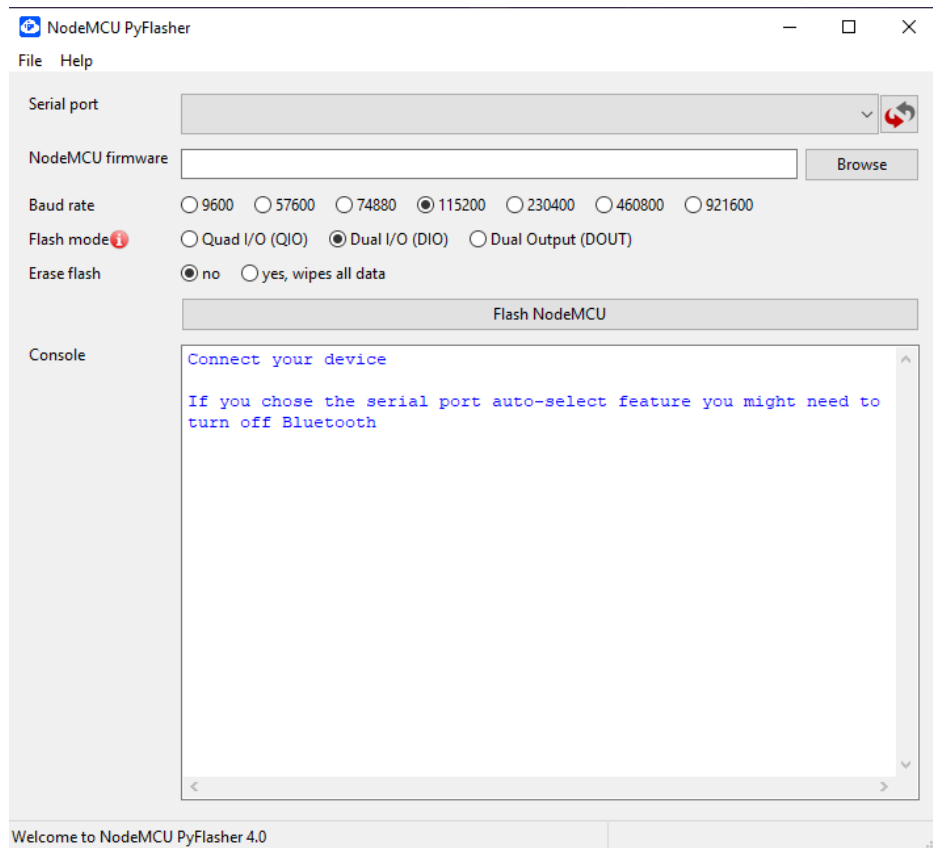 NodeMCU PyFlasher
File Help
Serial port
NodeMCU firmware Browse
Baud rate 9600 57600 74880 115200 230400 460800 921600
Flash mode Quad I/O (QIO) Dual I/O (DIO) Dual Output (DOUT)
Erase flash no yes, wipes all data
Flash NodeMCU
Console
Connect your device
If you chose the serial port auto-select feature you might need to
turn off Bluetooth
Welcome to NodeMCU PyFlasher 4.0